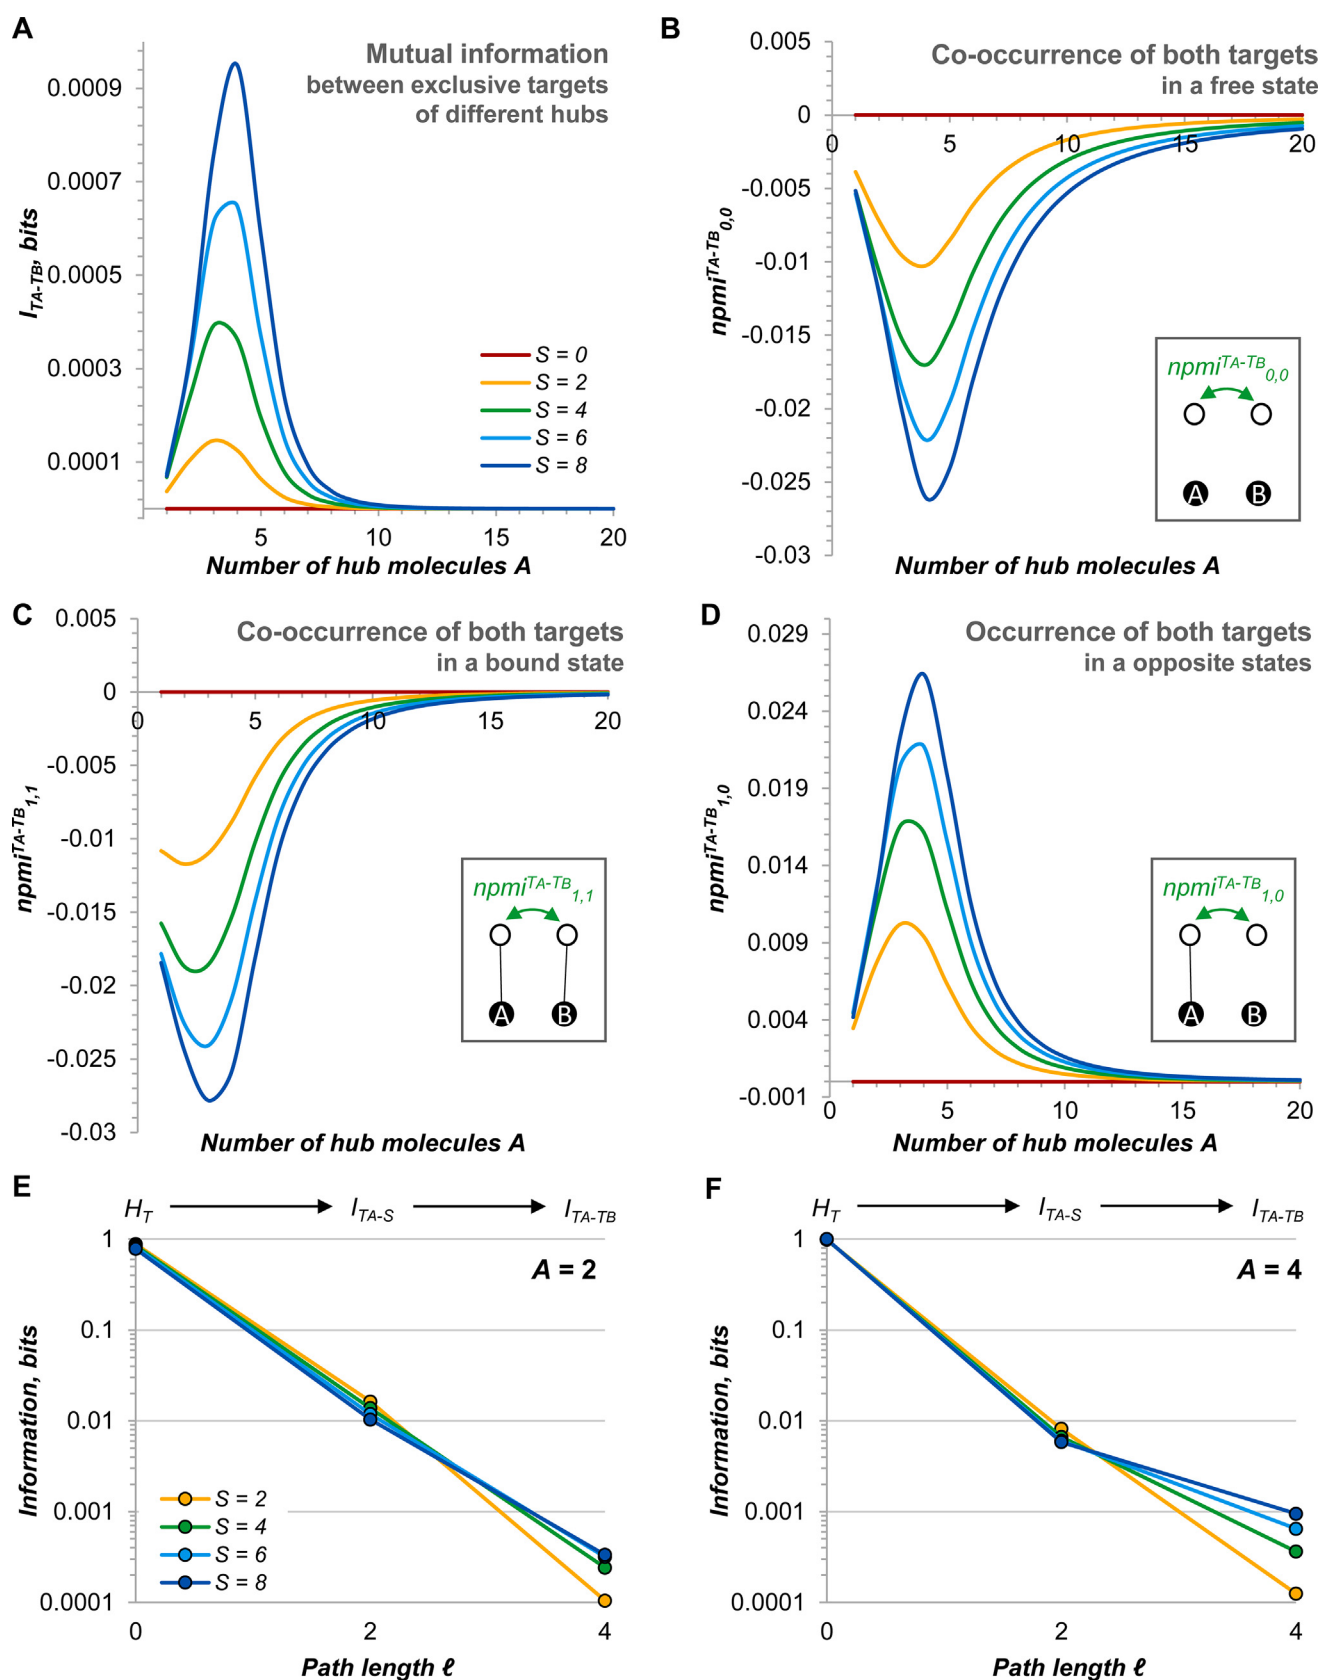 A
Mutual information
between exclusive targets
of different hubs
0.0009
0.0007
0.0005
0.0003
0.0001
I_TA-TB, bits
S = 0
S = 2
S = 4
S = 6
S = 8
5
10
15
20
Number of hub molecules A
B
Co-occurrence of both targets
in a free state
0.005
0
-0.005
-0.01
-0.015
-0.02
-0.025
-0.03
npmi^TA-TB_0,0
0
5
10
15
20
npmi^TA-TB_0,0
A
B
Number of hub molecules A
C
Co-occurrence of both targets
in a bound state
0.005
0
-0.005
-0.01
-0.015
-0.02
-0.025
-0.03
npmi^TA-TB_1,1
0
5
10
15
20
npmi^TA-TB_1,1
A
B
Number of hub molecules A
D
Occurrence of both targets
in a opposite states
0.029
0.024
0.019
0.014
0.009
0.004
-0.001
npmi^TA-TB_1,0
npmi^TA-TB_1,0
A
B
0
5
10
15
20
Number of hub molecules A
E
H_T
I_TA-S
I_TA-TB
A = 2
1
0.1
0.01
0.001
0.0001
Information, bits
S = 2
S = 4
S = 6
S = 8
0
2
4
Path length ℓ
F
H_T
I_TA-S
I_TA-TB
A = 4
1
0.1
0.01
0.001
0.0001
Information, bits
0
2
4
Path length ℓ